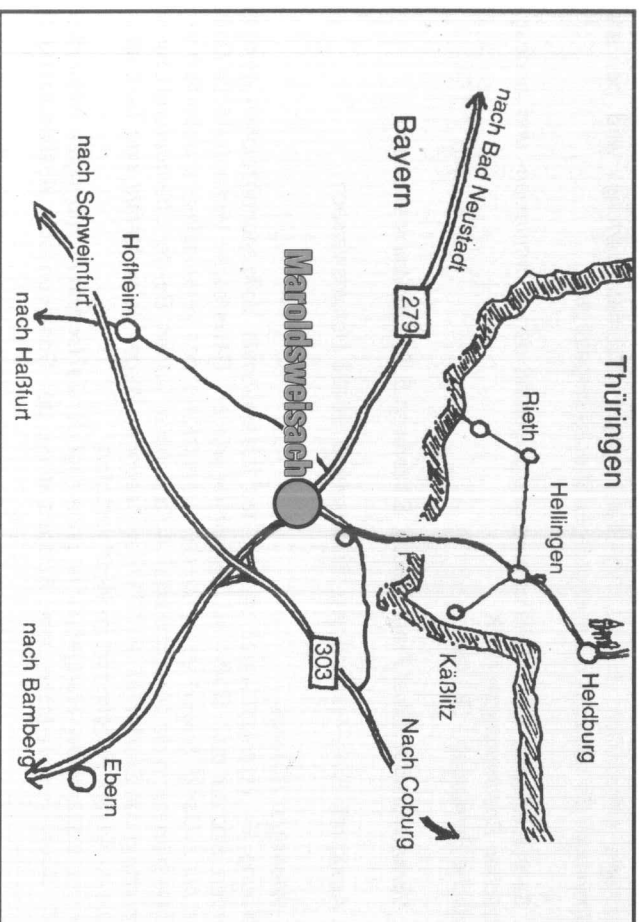 Thüringen
nach Bad Neustadt
Bayern
279
Rieth
Hellingen
Heldburg
Käßlitz
Maroldsweisach
Hofheim
nach Schweinfurt
nach Haßfurt
303
Nach Coburg
Ebern
nach Bamberg